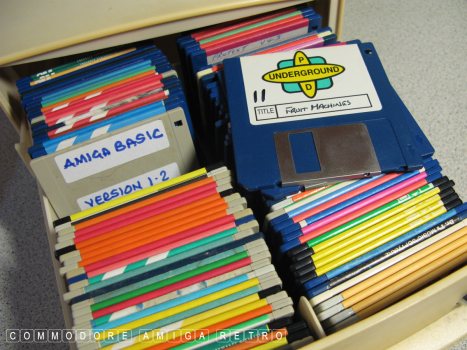 P
UNDERGROUND
D
11
TITLE
FRUIT MACHINES
AMIGA BASIC
VERSION 1.2
COMMODORE AMIGA RETRO